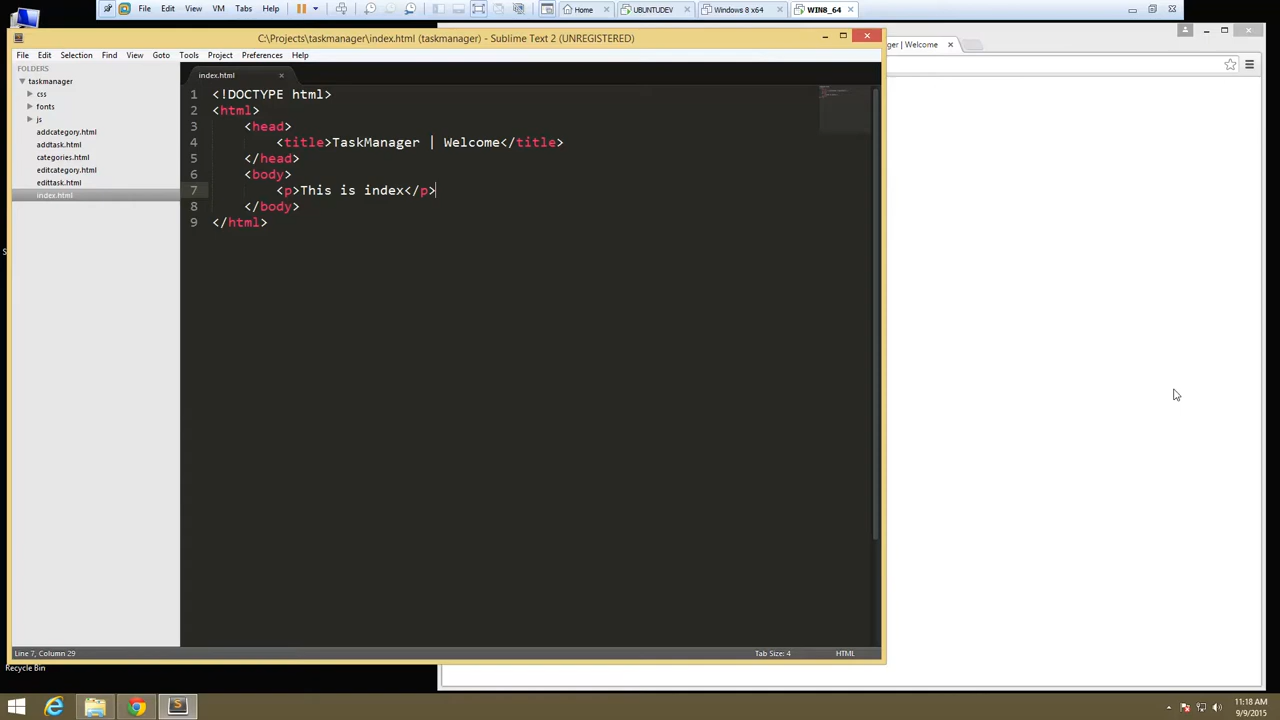 File Edit View VM Tabs Help Home UBUNTUDEV Windows 8 x64 WIN8_64
C:\Projects\taskmanager\index.html (taskmanager) - Sublime Text 2 (UNREGISTERED)
ger | Welcome
File Edit Selection Find View Goto Tools Project Preferences Help
FOLDERS
taskmanager
css
fonts
js
addcategory.html
addtask.html
categories.html
editcategory.html
edittask.html
index.html
index.html
1 <!DOCTYPE html>
2 <html>
3 <head>
4 <title>TaskManager | Welcome</title>
5 </head>
6 <body>
7 <p>This is index</p>
8 </body>
9 </html>
Line 7, Column 29
Tab Size: 4
HTML
Recycle Bin
11:18 AM
9/9/2015